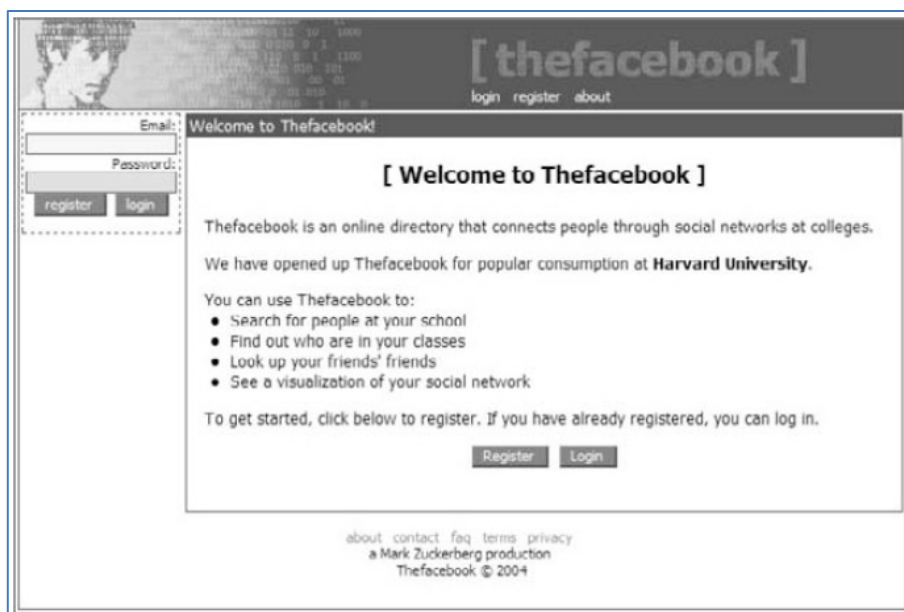 [ thefacebook ]
login register about
Email:
Password:
register login
Welcome to Thefacebook!
[ Welcome to Thefacebook ]
Thefacebook is an online directory that connects people through social networks at colleges.
We have opened up Thefacebook for popular consumption at Harvard University.
You can use Thefacebook to:
• Search for people at your school
• Find out who are in your classes
• Look up your friends' friends
• See a visualization of your social network
To get started, click below to register. If you have already registered, you can log in.
Register Login
about contact faq terms privacy
a Mark Zuckerberg production
Thefacebook © 2004